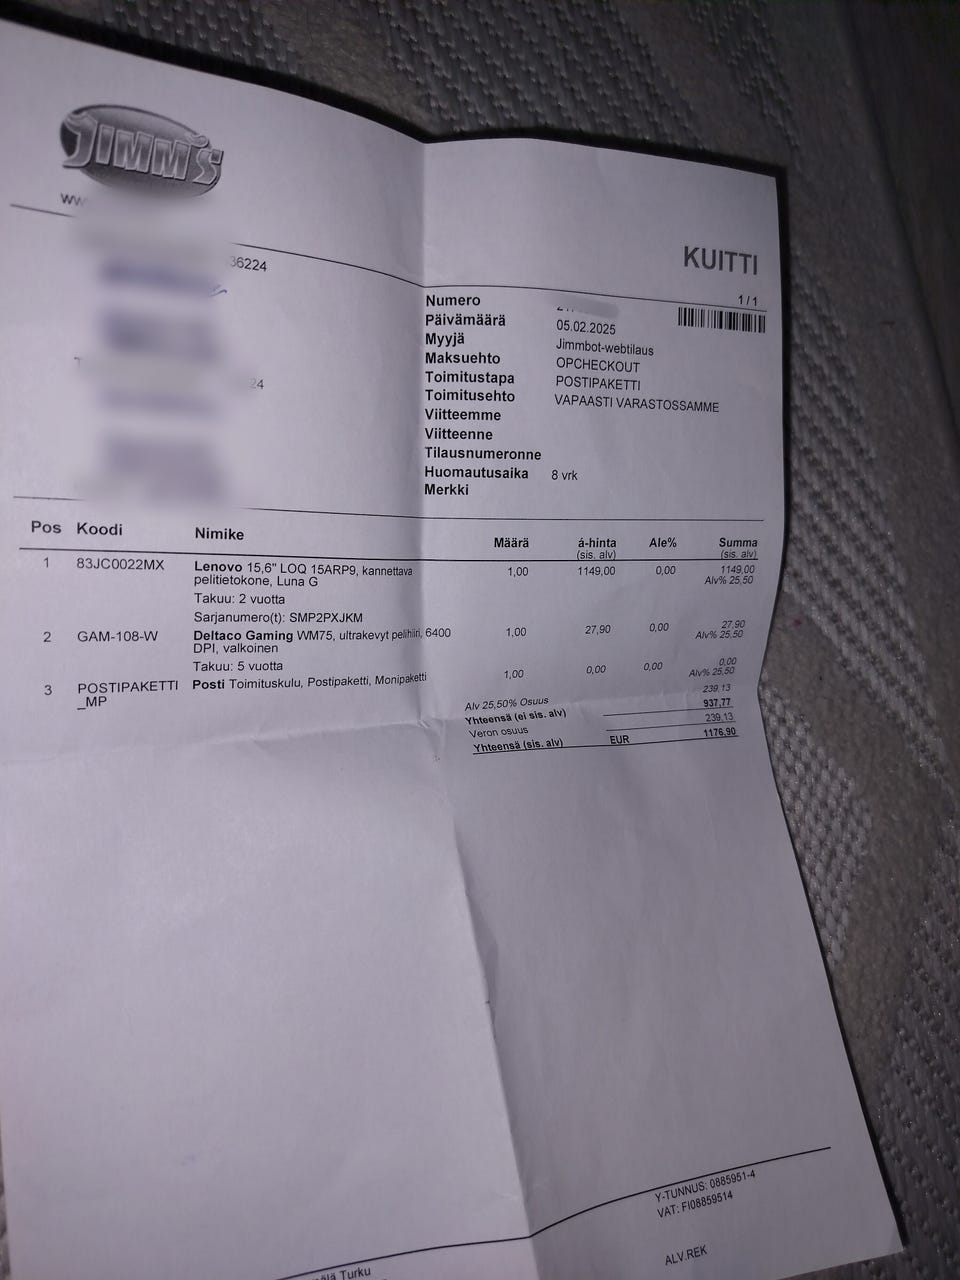 JIMM'S
36224
24
KUITTI
1 / 1
Numero
Päivämäärä 05.02.2025
Myyjä Jimmbot-webtilaus
Maksuehto OPCHECKOUT
Toimitustapa POSTIPAKETTI
Toimitusehto VAPAASTI VARASTOSSAMME
Viitteemme
Viitteenne
Tilausnumeronne
Huomautusaika 8 vrk
Merkki
Pos Koodi Nimike Määrä á-hinta Ale% Summa
(sis. alv) (sis. alv)
1 83JC0022MX Lenovo 15,6" LOQ 15ARP9, kannettava 1,00 1149,00 0,00 1149,00
pelitietokone, Luna G Alv% 25,50
Takuu: 2 vuotta
Sarjanumero(t): SMP2PXJKM
2 GAM-108-W Deltaco Gaming WM75, ultrakevyt pelihiiri, 6400 1,00 27,90 0,00 27,90
DPI, valkoinen Alv% 25,50
Takuu: 5 vuotta
3 POSTIPAKETTI Posti Toimituskulu, Postipaketti, Monipaketti 1,00 0,00 0,00 0,00
_MP Alv% 25,50
Alv 25,50% Osuus 239,13
Yhteensä (ei sis. alv) 937,77
Veron osuus 239,13
Yhteensä (sis. alv) EUR 1176,90
Y-TUNNUS: 0885951-4
VAT: FI08859514
ALV.REK
Turku